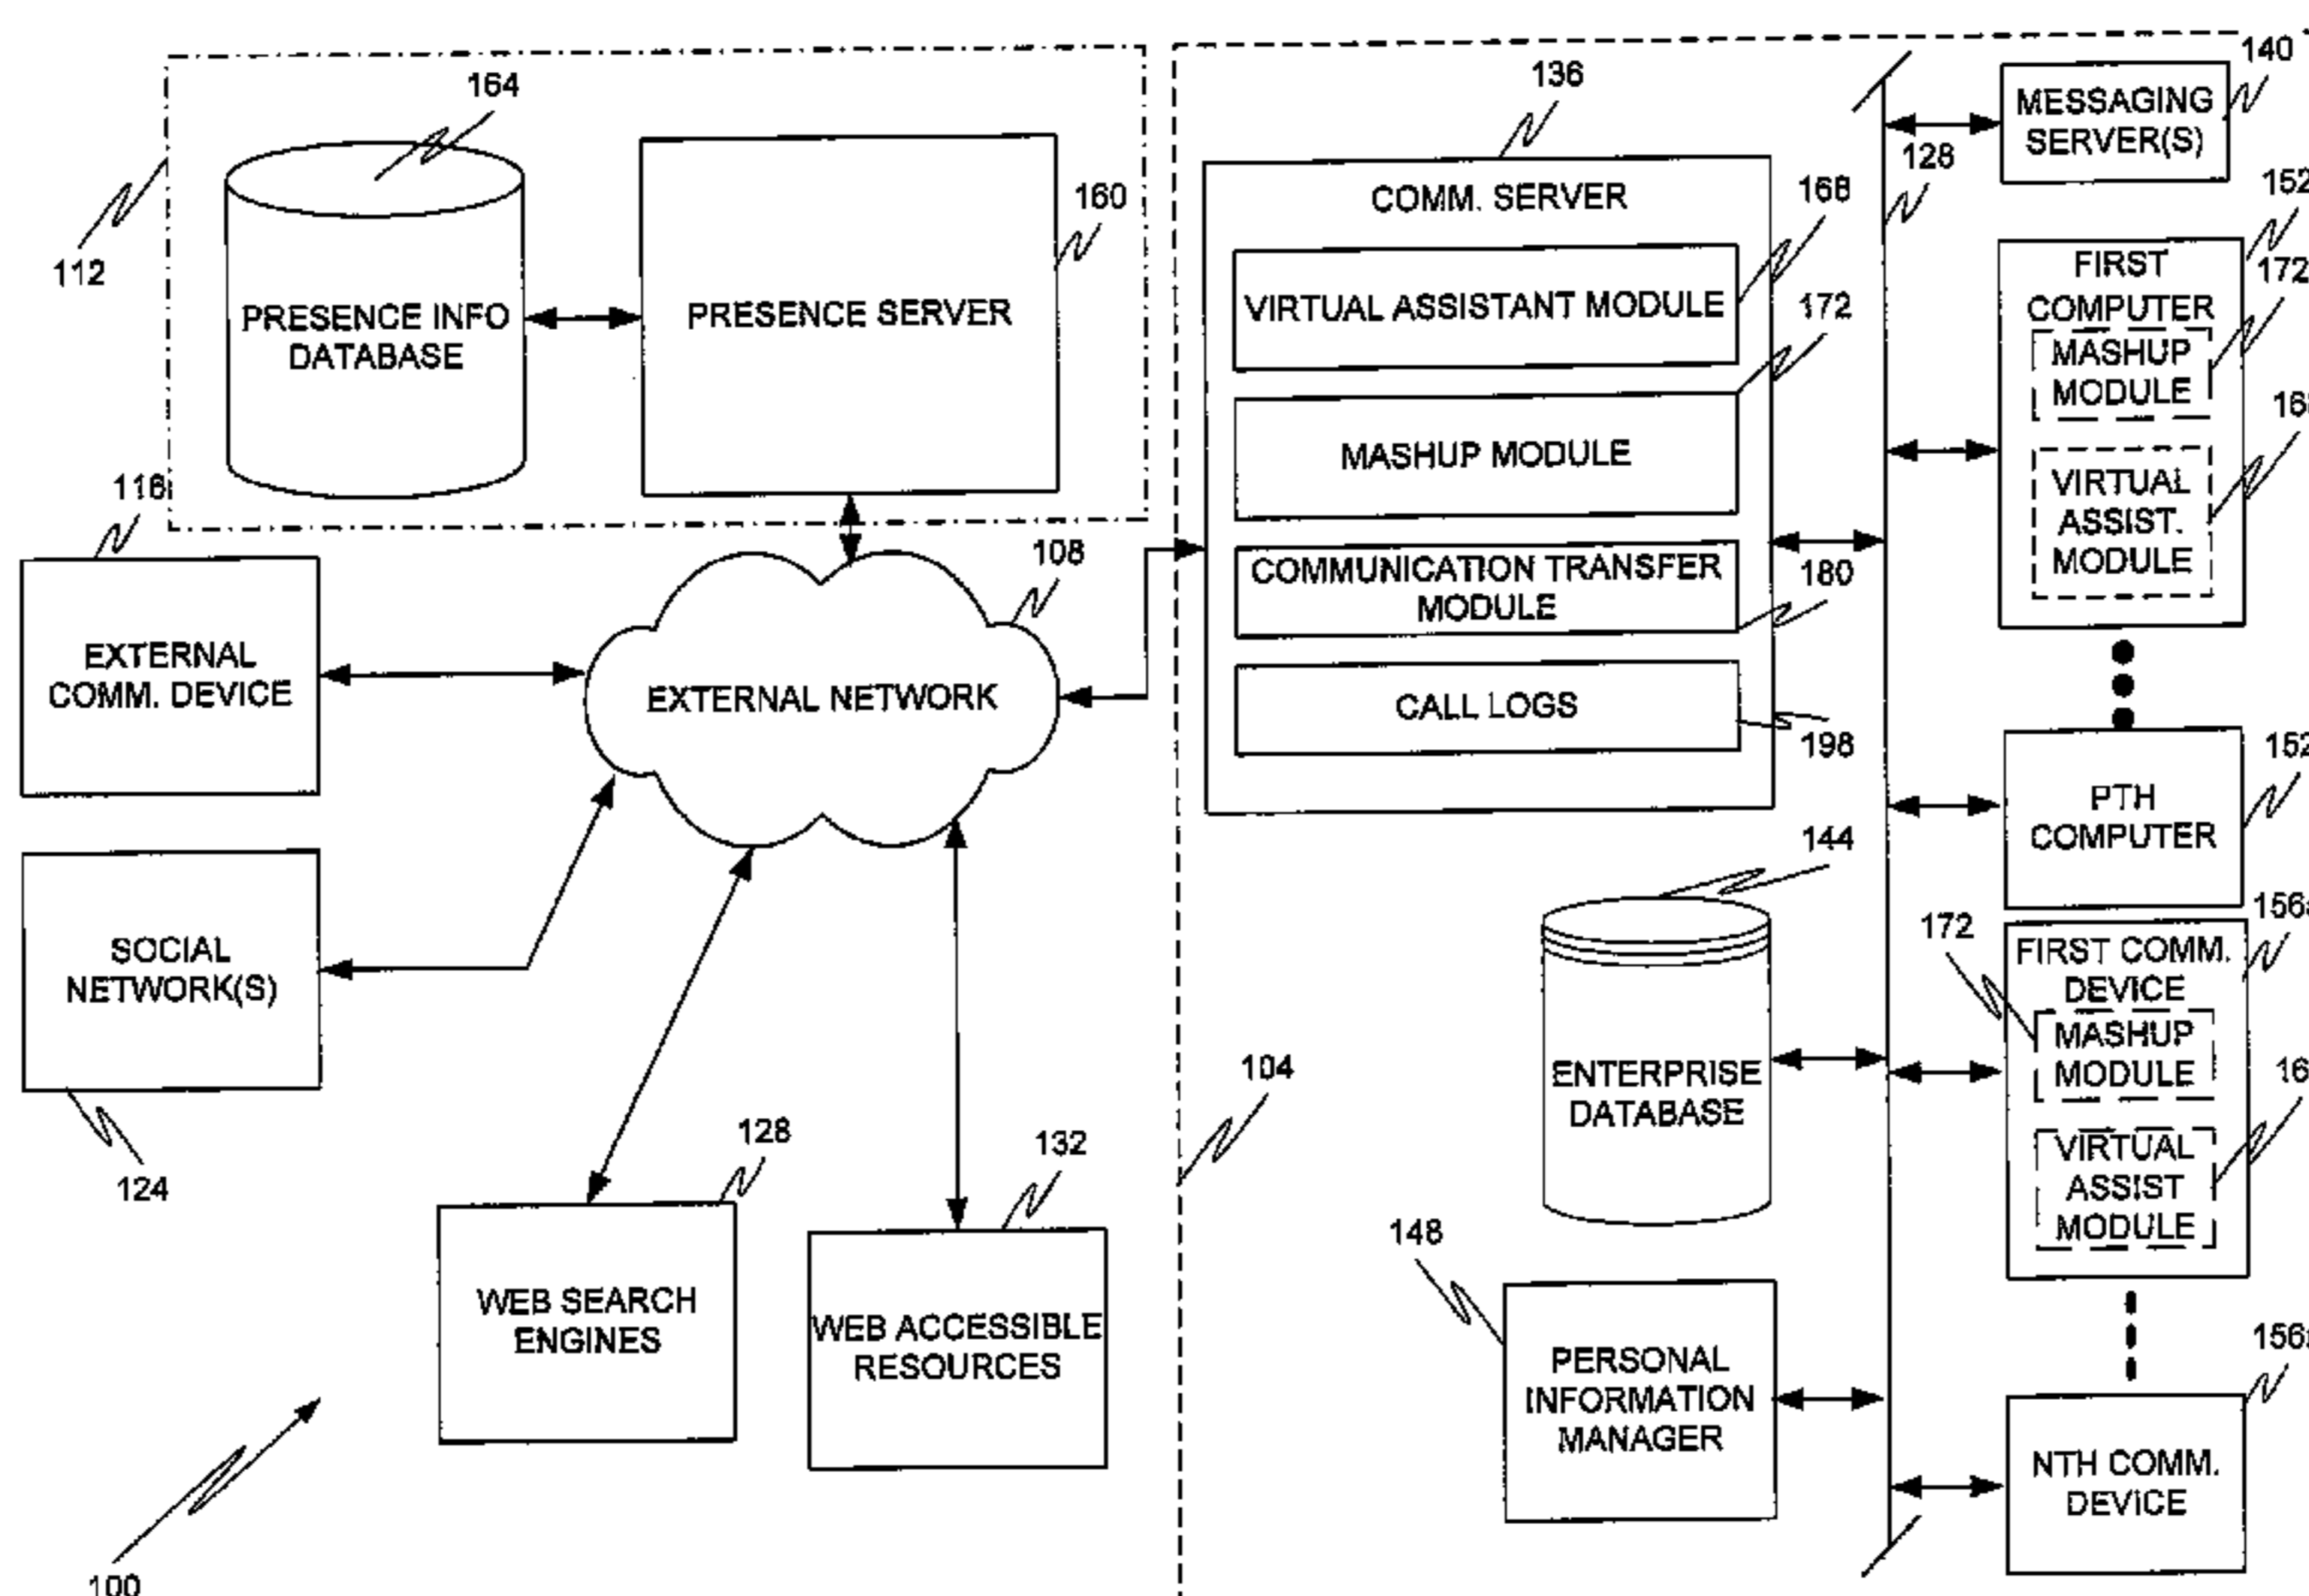 164
PRESENCE INFO
DATABASE
PRESENCE SERVER
160
112
116
EXTERNAL
COMM. DEVICE
108
EXTERNAL NETWORK
SOCIAL
NETWORK(S)
124
128
WEB SEARCH
ENGINES
132
WEB ACCESSIBLE
RESOURCES
100
104
136
COMM. SERVER
168
VIRTUAL ASSISTANT MODULE
172
MASHUP MODULE
COMMUNICATION TRANSFER
MODULE
180
CALL LOGS
198
144
ENTERPRISE
DATABASE
148
PERSONAL
INFORMATION
MANAGER
128
140
MESSAGING
SERVER(S)
152
FIRST
COMPUTER
172
MASHUP
MODULE
VIRTUAL
ASSIST.
MODULE
152
PTH
COMPUTER
156a
172
FIRST COMM.
DEVICE
MASHUP
MODULE
VIRTUAL
ASSIST
MODULE
NTH COMM.
DEVICE